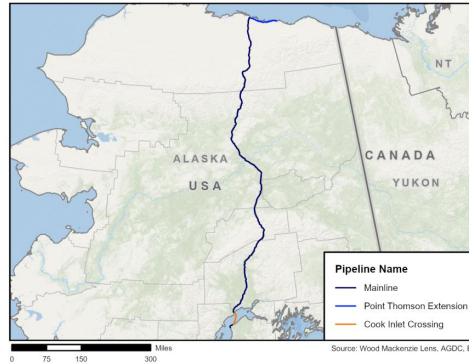 NT
ALASKA
CANADA
USA
YUKON
Pipeline Name
Mainline
Point Thomson Extension
Cook Inlet Crossing
Miles
0 75 150 300
Source: Wood Mackenzie Lens, AGDC,